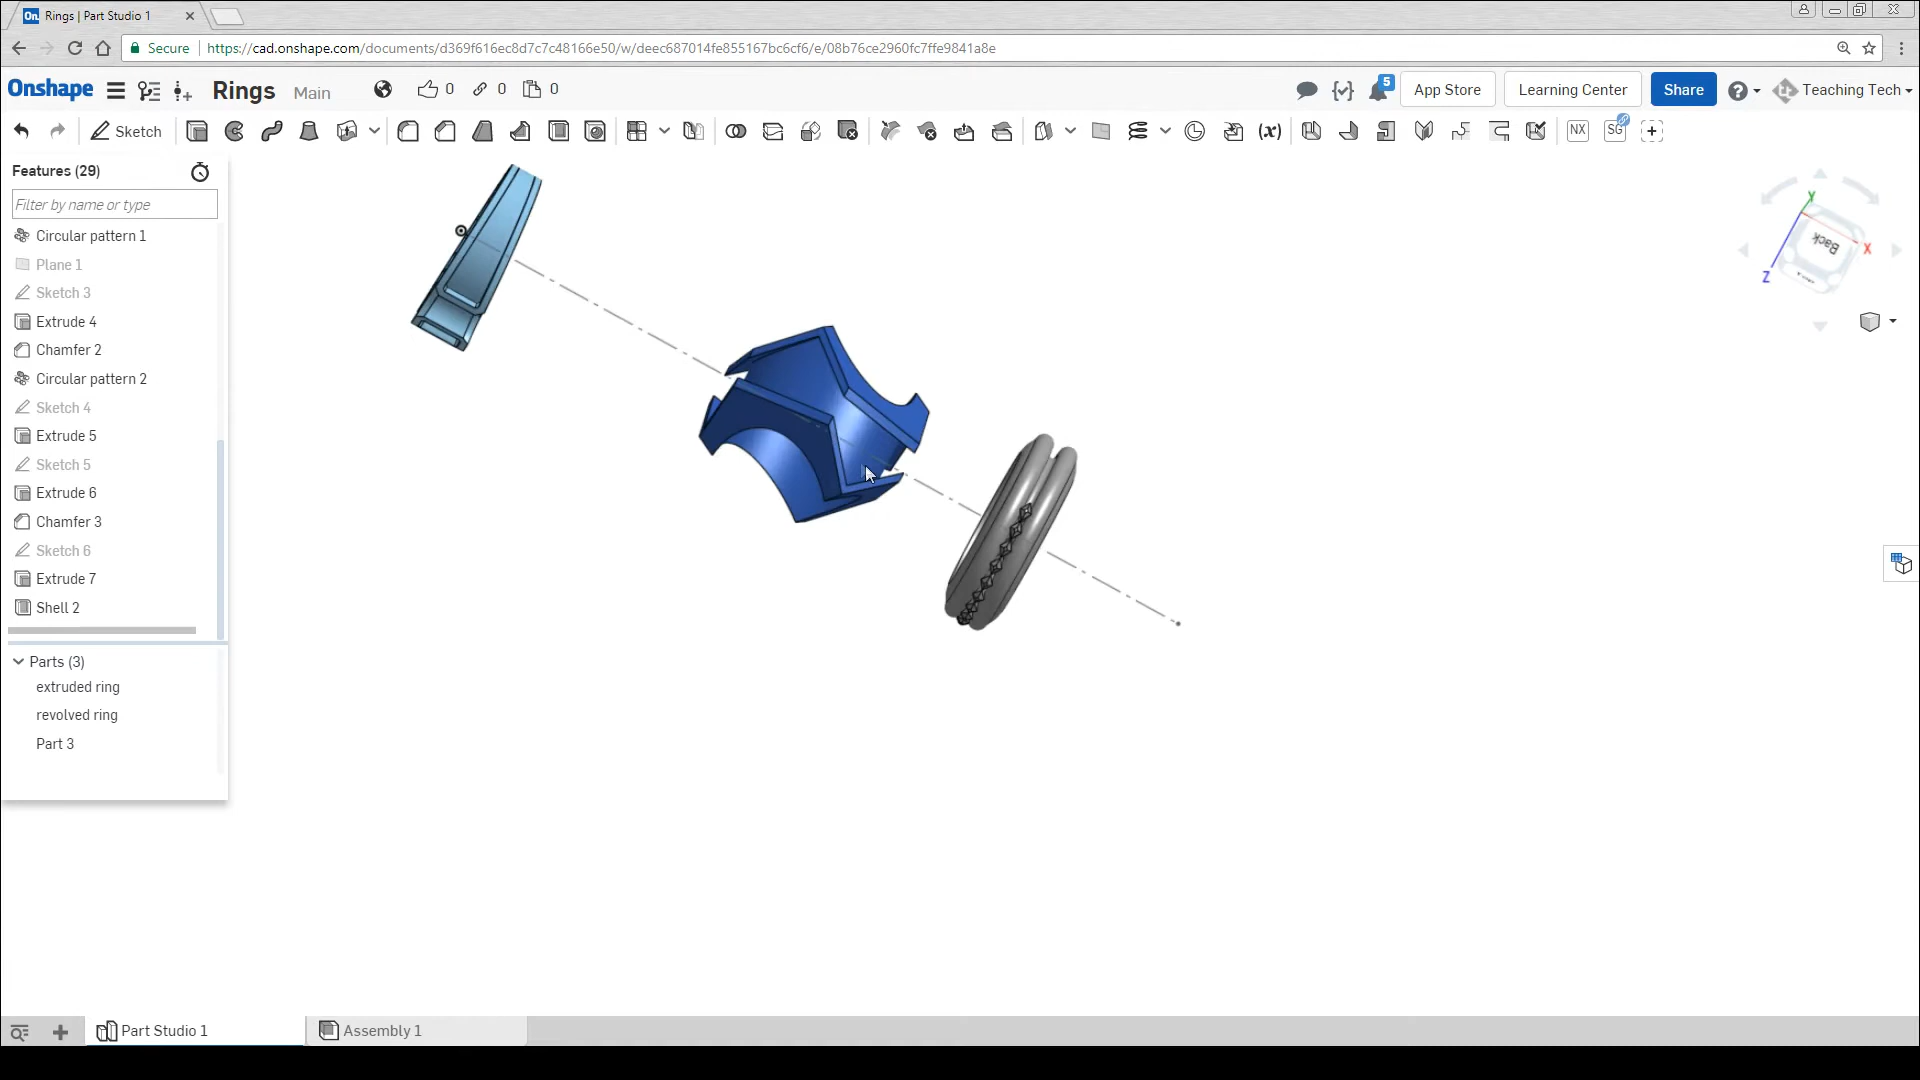 Rings | Part Studio 1
Secure https://cad.onshape.com/documents/d369f616ec8d7c7c48166e50/w/deec687014fe855167bc6cf6/e/08b76ce2960fc7ffe9841a8e
Onshape Rings Main 0 0 0 5 App Store Learning Center Share Teaching Tech
Sketch (x) NX SG
Features (29)
Filter by name or type
Circular pattern 1
Plane 1
Sketch 3
Extrude 4
Chamfer 2
Circular pattern 2
Sketch 4
Extrude 5
Sketch 5
Extrude 6
Chamfer 3
Sketch 6
Extrude 7
Shell 2
Parts (3)
extruded ring
revolved ring
Part 3
Y
Back
X
Z
Part Studio 1 Assembly 1